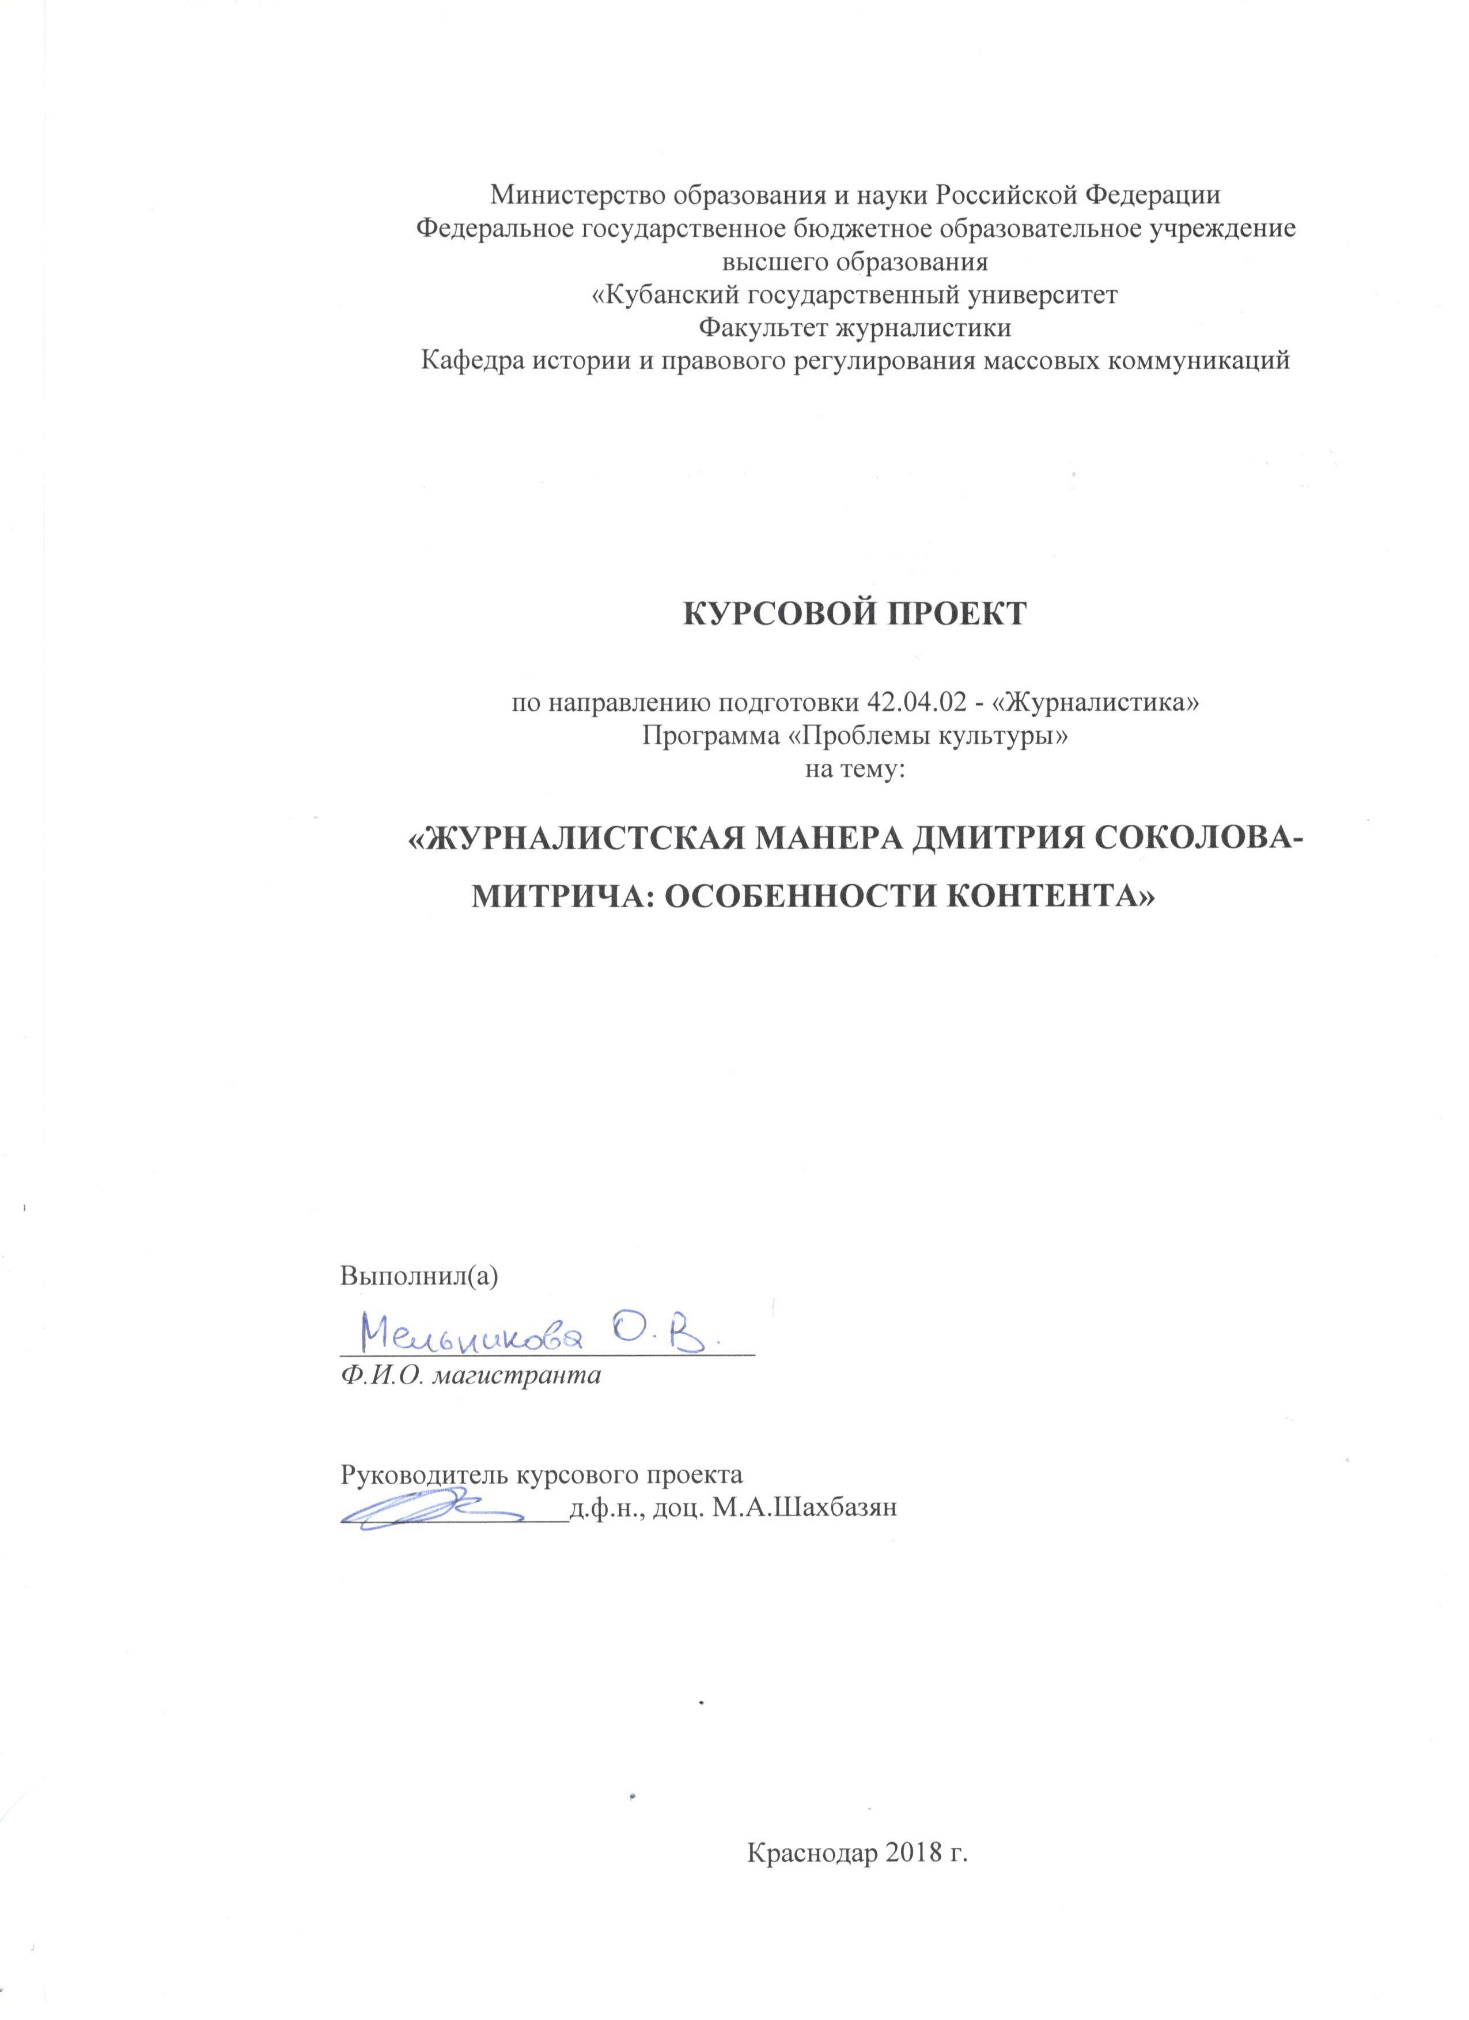 Министерство образования и науки Российской Федерации
Федеральное государственное бюджетное образовательное учреждение
высшего образования
«Кубанский государственный университет
Факультет журналистики
Кафедра истории и правового регулирования массовых коммуникаций
КУРСОВОЙ ПРОЕКТ
по направлению подготовки 42.04.02 - «Журналистика»
Программа «Проблемы культуры»
на тему:
«ЖУРНАЛИСТСКАЯ МАНЕРА ДМИТРИЯ СОКОЛОВА-
МИТРИЧА: ОСОБЕННОСТИ КОНТЕНТА»
Выполнил(а)
Мельникова О.В.
Ф.И.О. магистранта
Руководитель курсового проекта
д.ф.н., доц. М.А.Шахбазян
Краснодар 2018 г.